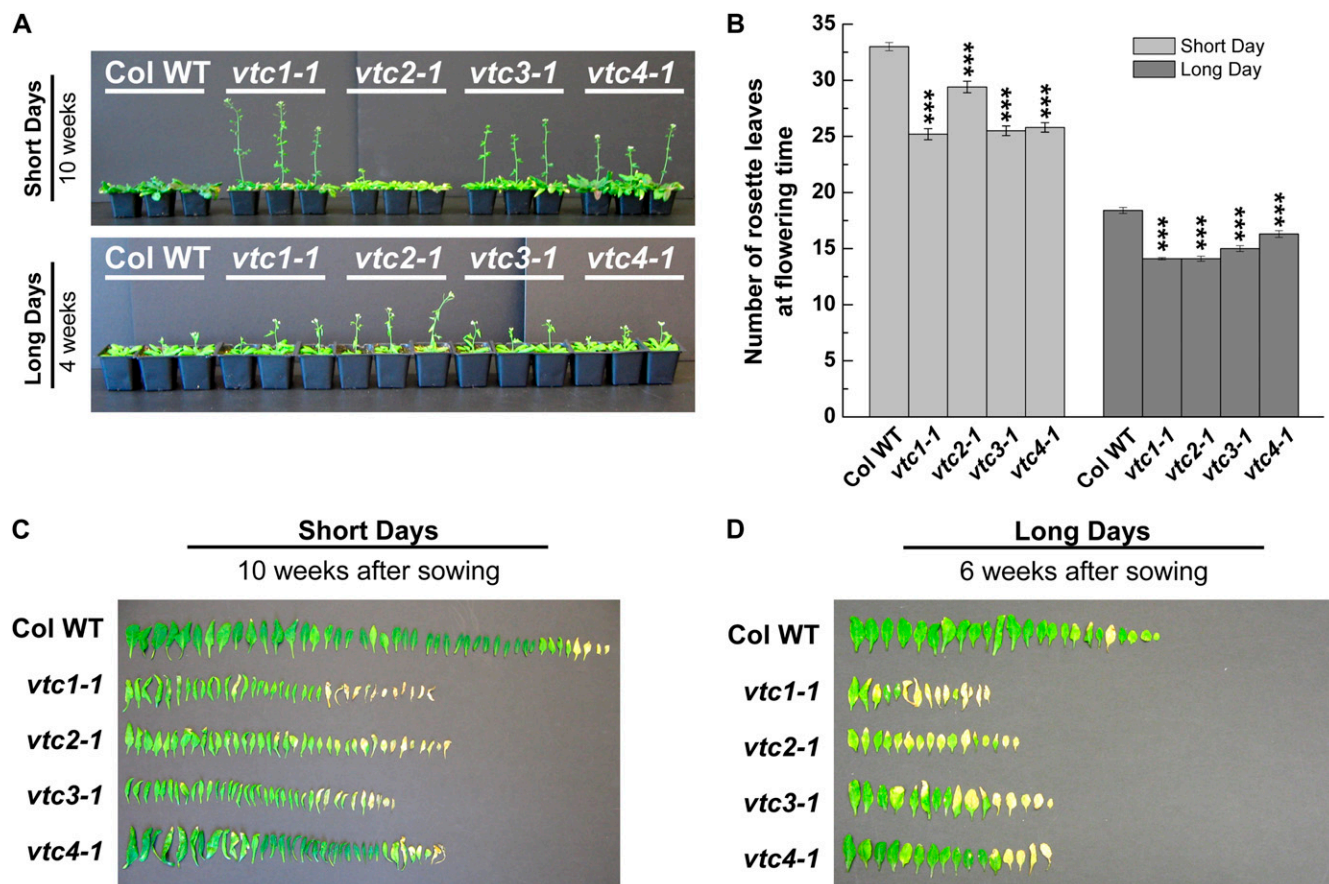 A
Short Days
10 weeks
Col WT vtc1-1 vtc2-1 vtc3-1 vtc4-1
Long Days
4 weeks
Col WT vtc1-1 vtc2-1 vtc3-1 vtc4-1
B
Number of rosette leaves
at flowering time
35
30
25
20
15
10
5
0
Short Day
Long Day
*** *** *** ***
*** *** *** ***
Col WT vtc1-1 vtc2-1 vtc3-1 vtc4-1
Col WT vtc1-1 vtc2-1 vtc3-1 vtc4-1
C
Short Days
10 weeks after sowing
Col WT
vtc1-1
vtc2-1
vtc3-1
vtc4-1
D
Long Days
6 weeks after sowing
Col WT
vtc1-1
vtc2-1
vtc3-1
vtc4-1